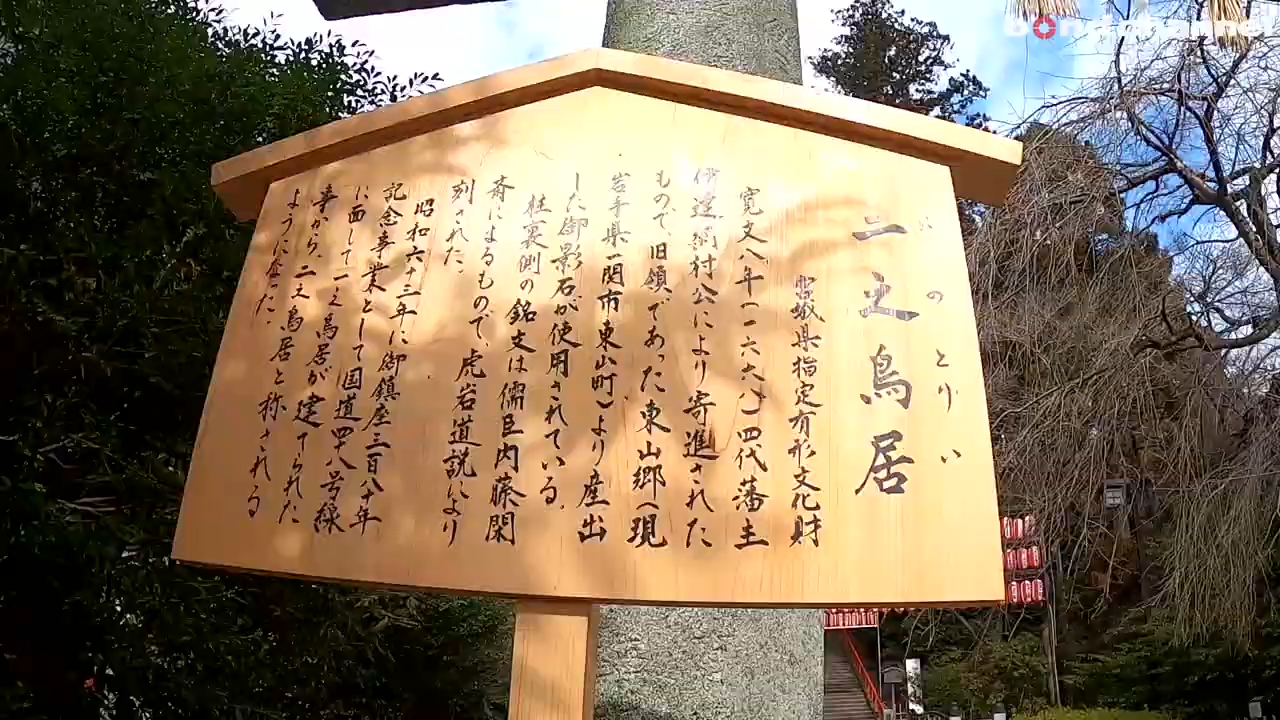 二之鳥居
にのとりい
宮城県指定有形文化財
寛文八年(一六六八)四代藩主
伊達綱村公により寄進された
もので、旧領、であった東山郷(現
岩手県一関市東山町)より産出
した御影石が使用されている。
柱裏側の銘文は儒臣内藤閑
斉によるもので、虎岩道説により
刻された。
昭和六十三年に御鎮座三百八十年
記念事業として国道四十八号線
に面して一之鳥居が建てられた
事から、二之鳥居と称される
ようになった。